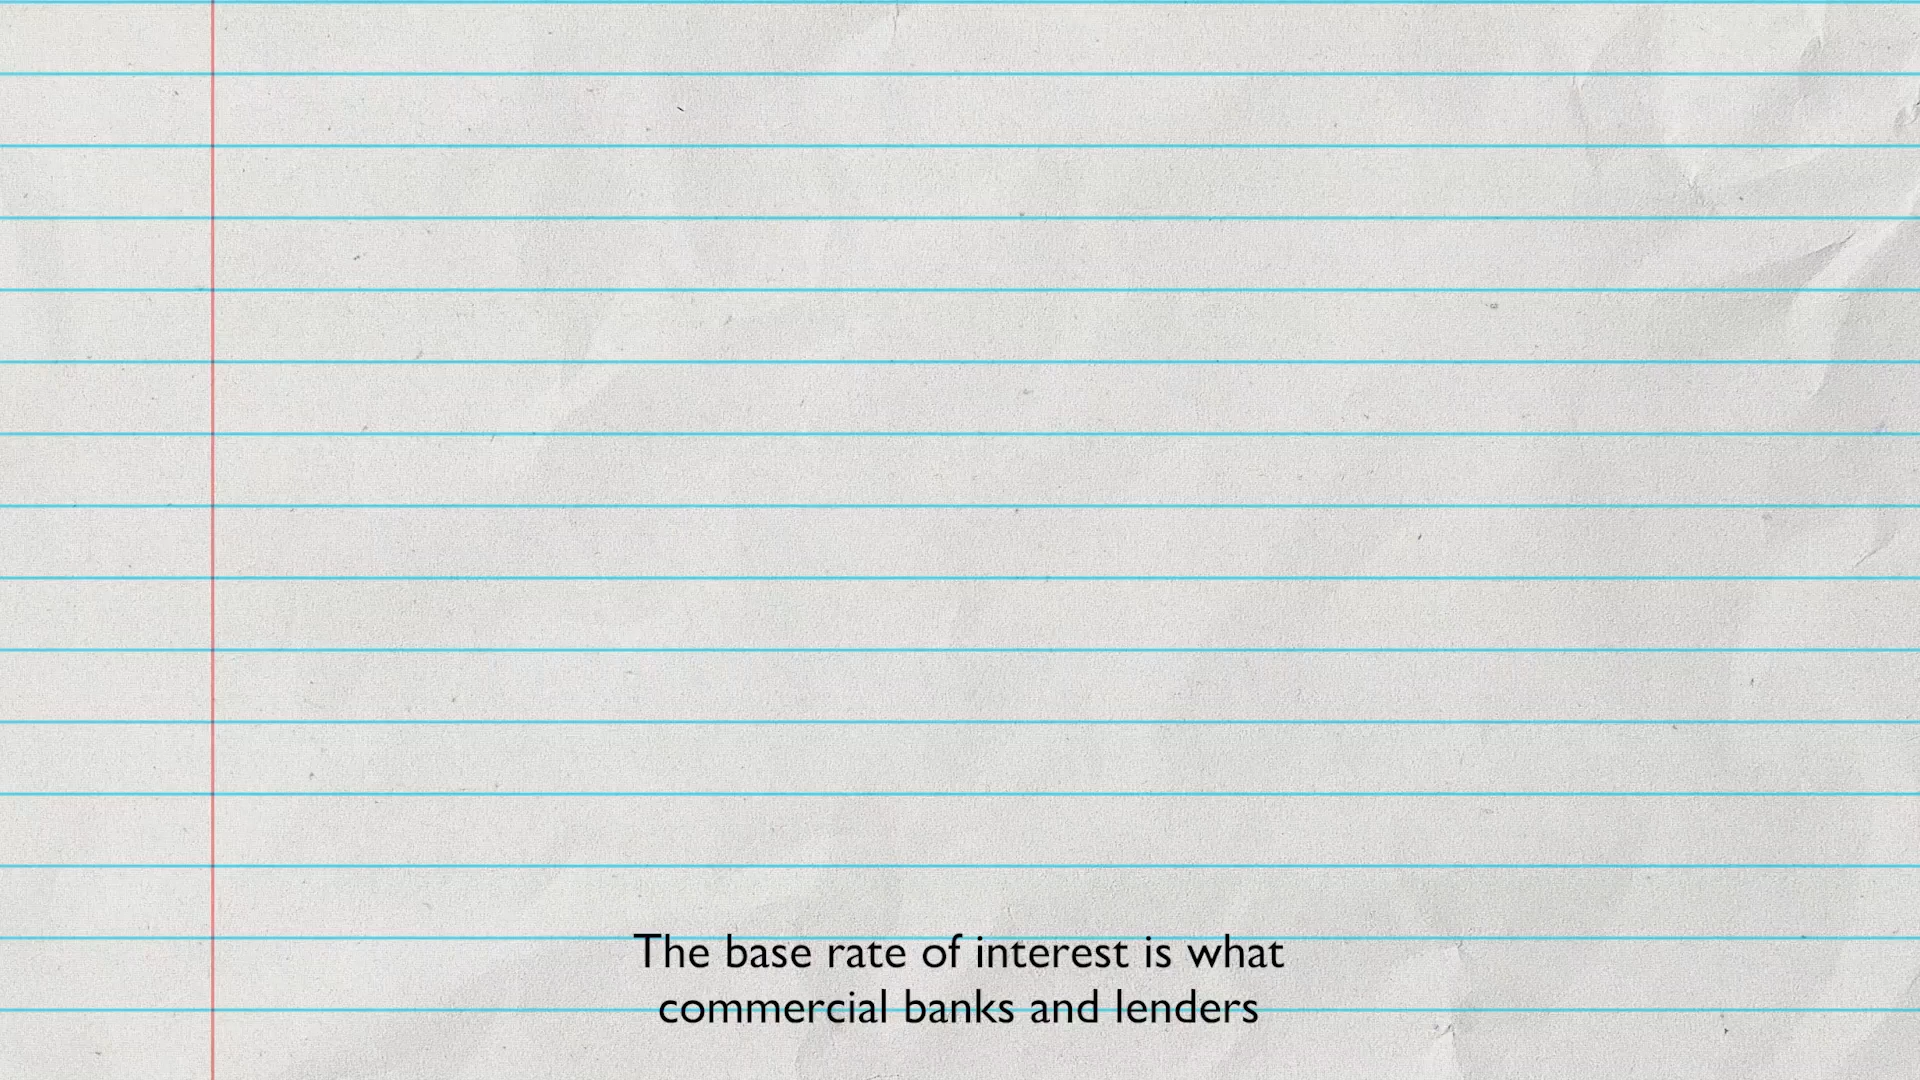 The base rate of interest is what
commercial banks and lenders